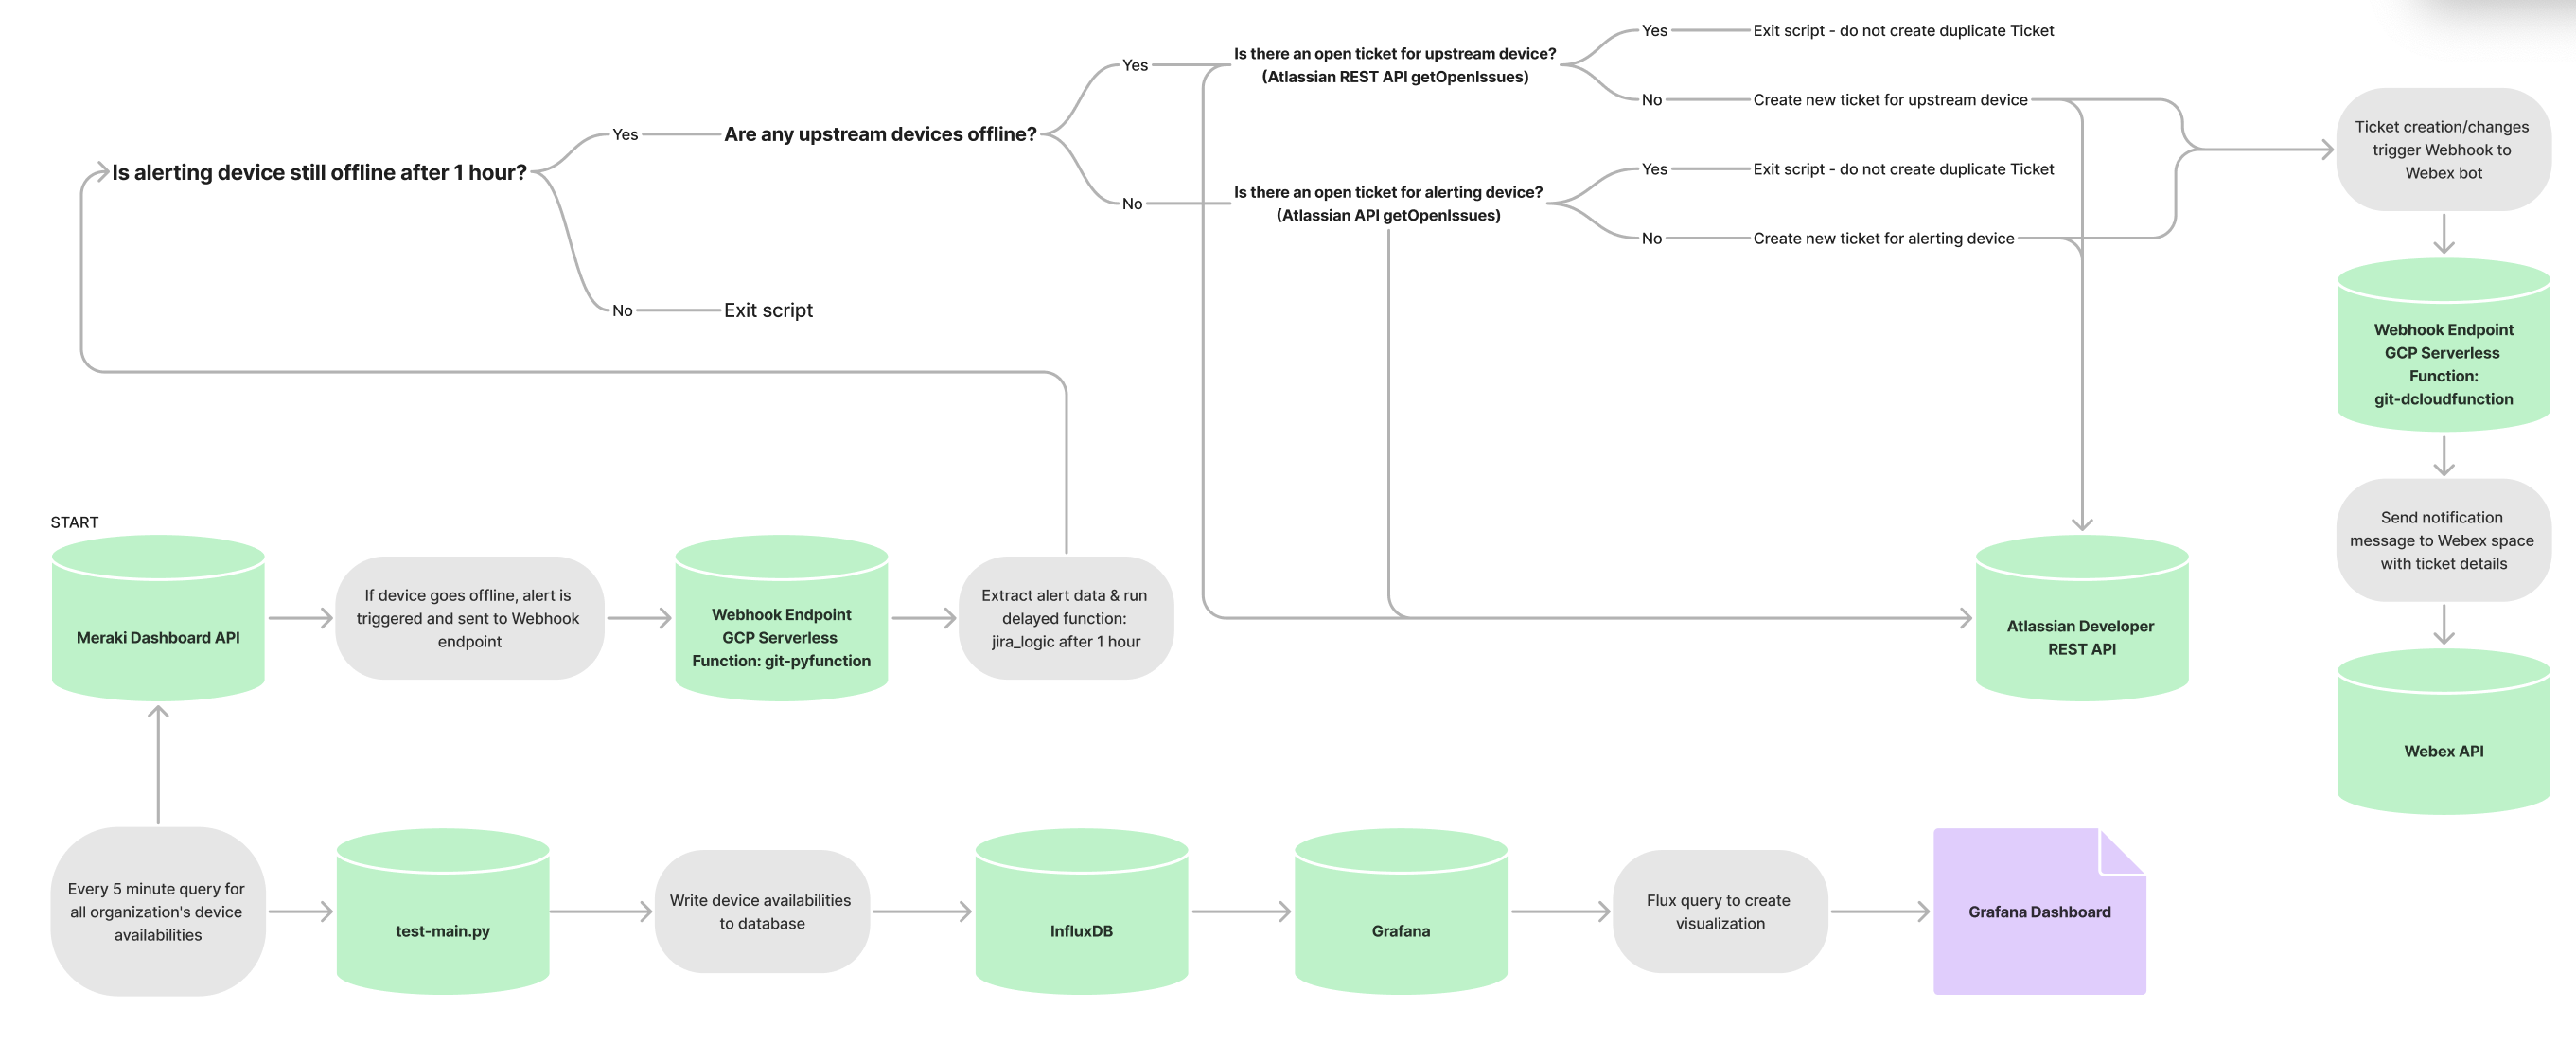 Is alerting device still offline after 1 hour?
Yes
No
Are any upstream devices offline?
Exit script
Yes
No
Is there an open ticket for upstream device?
(Atlassian REST API getOpenIssues)
Yes
Exit script - do not create duplicate Ticket
No
Create new ticket for upstream device
Is there an open ticket for alerting device?
(Atlassian API getOpenIssues)
Yes
Exit script - do not create duplicate Ticket
No
Create new ticket for alerting device
Ticket creation/changes
trigger Webhook to
Webex bot
Webhook Endpoint
GCP Serverless
Function:
git-dcloudfunction
Send notification
message to Webex space
with ticket details
Webex API
START
Meraki Dashboard API
If device goes offline, alert is
triggered and sent to Webhook
endpoint
Webhook Endpoint
GCP Serverless
Function: git-pyfunction
Extract alert data & run
delayed function:
jira_logic after 1 hour
Atlassian Developer
REST API
Every 5 minute query for
all organization's device
availabilities
test-main.py
Write device availabilities
to database
InfluxDB
Grafana
Flux query to create
visualization
Grafana Dashboard